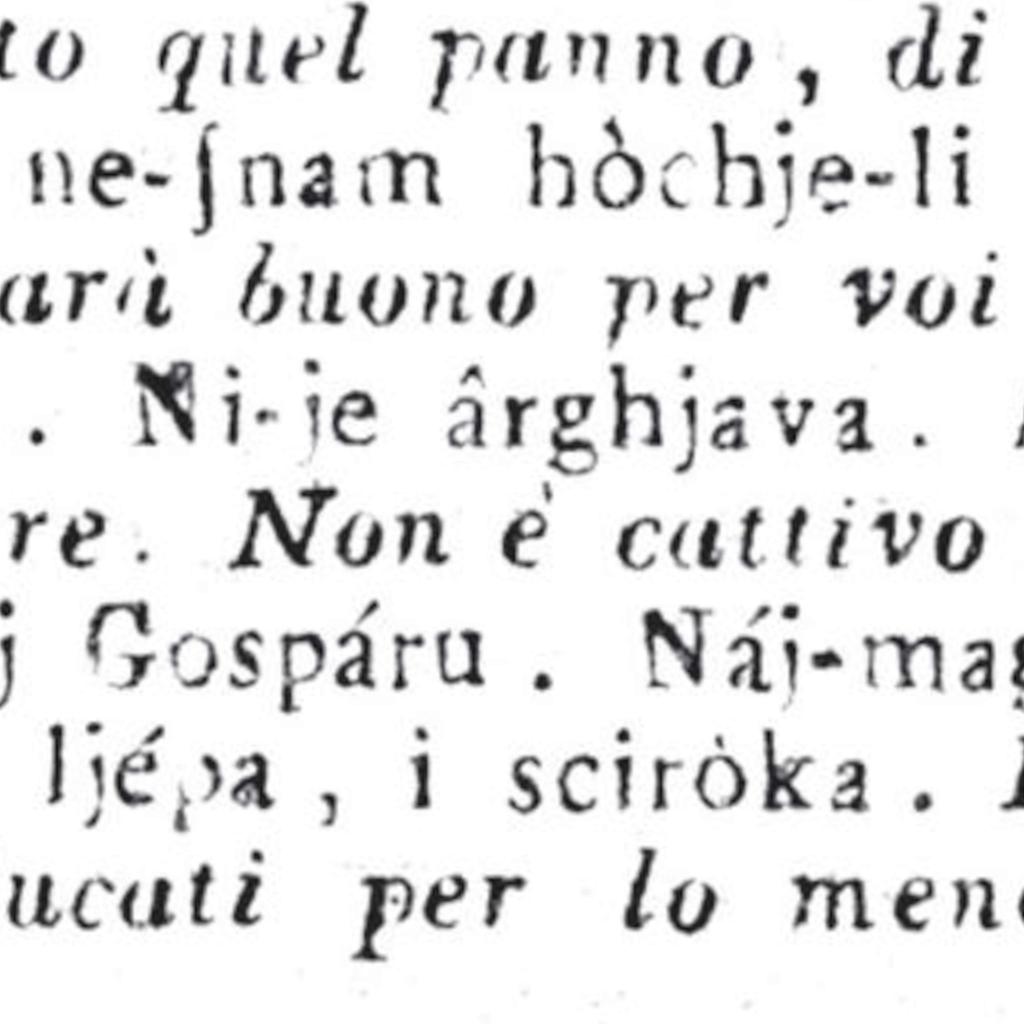 to quel panno, di
ne-ſnam hòchje-li
arà buono per voi
. Ni-je ârghjava.
re. Non è cattivo
j Gospáru. Náj-mag
ljépa, i sciròka.
ucati per lo meno